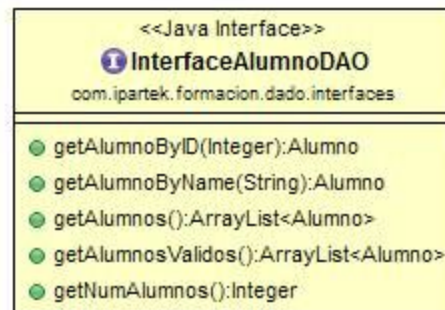 <<Java Interface>>
InterfaceAlumnoDAO
com.ipartek.formacion.dado.interfaces
getAlumnoByID(Integer):Alumno
getAlumnoByName(String):Alumno
getAlumnos():ArrayList<Alumno>
getAlumnosValidos():ArrayList<Alumno>
getNumAlumnos():Integer